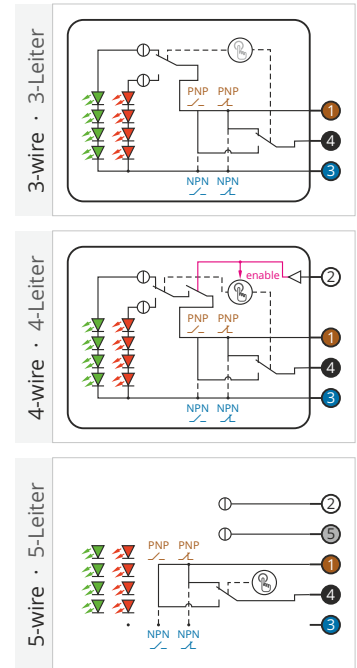 3-wire · 3-Leiter
PNP PNP
1
4
3
NPN NPN
4-wire · 4-Leiter
enable
2
PNP PNP
1
4
3
NPN NPN
5-wire · 5-Leiter
2
5
PNP PNP
1
4
3
NPN NPN